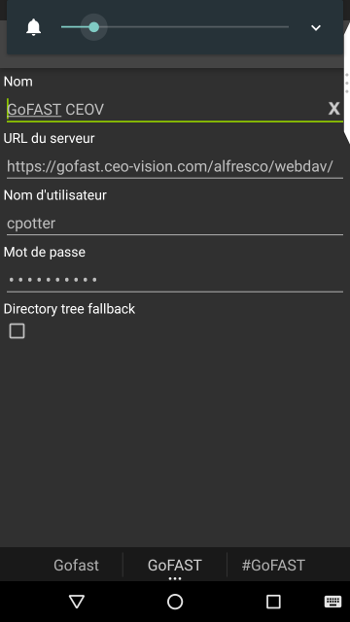 Nom
GoFAST CEOV
X
URL du serveur
https://gofast.ceo-vision.com/alfresco/webdav/
Nom d'utilisateur
cpotter
Mot de passe
••••••••••
Directory tree fallback
Gofast GoFAST #GoFAST